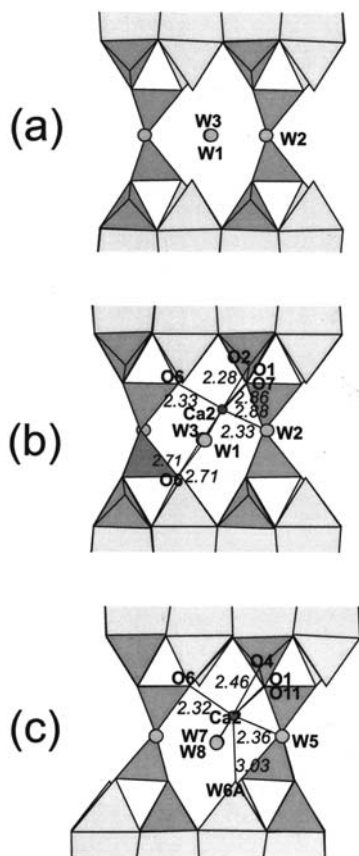 (a)
W3
W1
W2
(b)
O2
O1
O7
O6
2.28
2.86
2.33
Ca2
2.88
W3
2.33
W2
W1
2.71
2.71
(c)
O4
O6
O1
2.46
O11
2.32
Ca2
W7
2.36
W5
W8
3.03
W6A